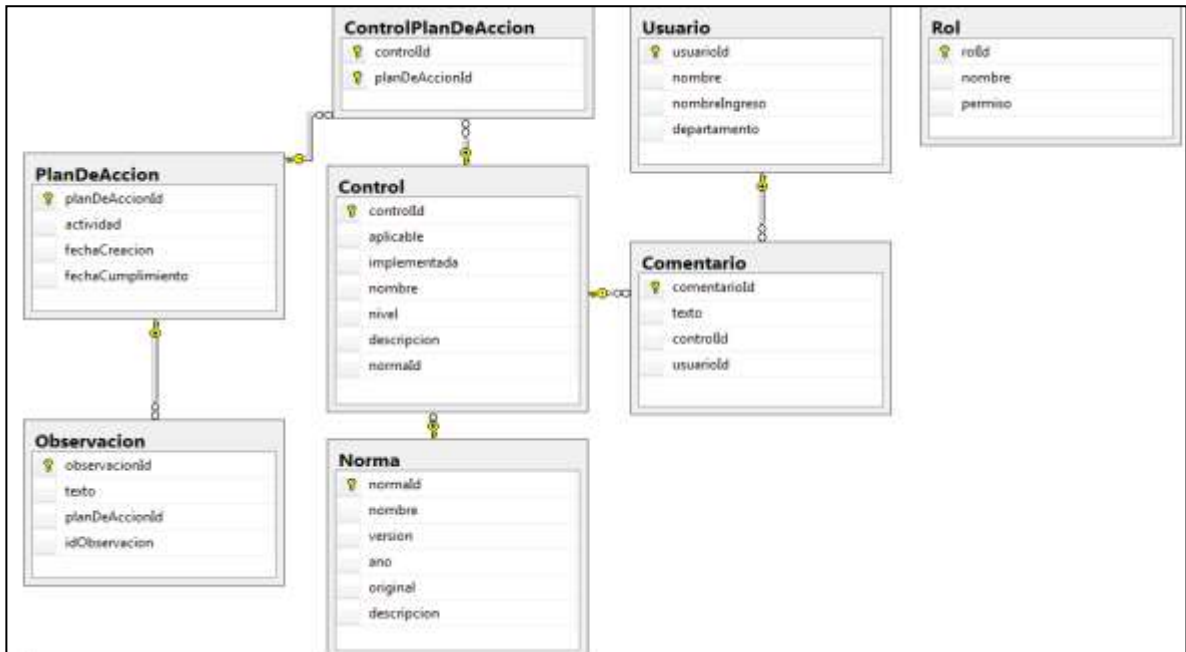 ControlPlanDeAccion
controlId
planDeAccionId
Usuario
usuarioId
nombre
nombreIngreso
departamento
Rol
rolId
nombre
permiso
PlanDeAccion
planDeAccionId
actividad
fechaCreacion
fechaCumplimiento
Control
controlId
aplicable
implementada
nombre
nivel
descripcion
normaId
Comentario
comentarioId
texto
controlId
usuarioId
Observacion
observacionId
texto
planDeAccionId
idObservacion
Norma
normaId
nombre
version
ano
original
descripcion